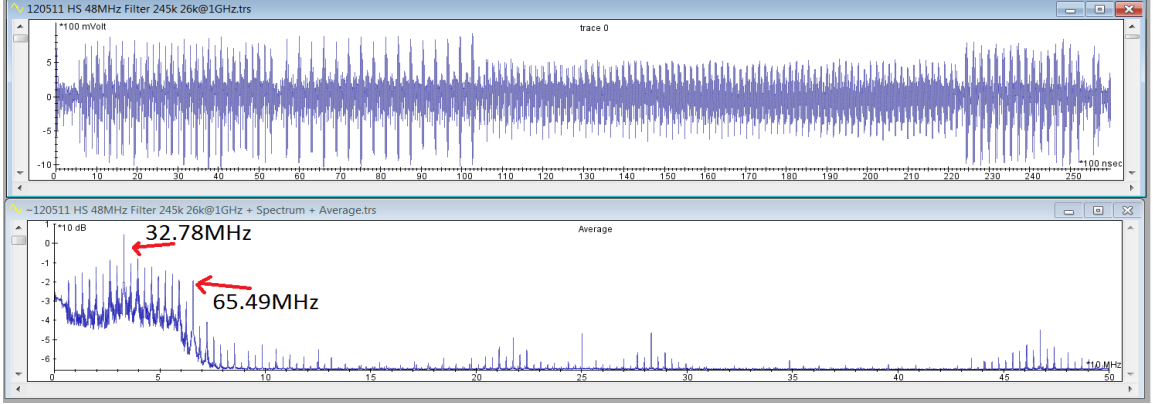 120511 HS 48MHz Filter 245k 26k@1GHz.trs
*100 mVolt
trace 0
5
0
-5
-10
*100 nsec
10 20 30 40 50 60 70 80 90 100 110 120 130 140 150 160 170 180 190 200 210 220 230 240 250
~120511 HS 48MHz Filter 245k 26k@1GHz + Spectrum + Average.trs
1
*10 dB
Average
32.78MHz
0
-1
-2
65.49MHz
-3
-4
-5
-6
*10 MHz
0 5 10 15 20 25 30 35 40 45 50